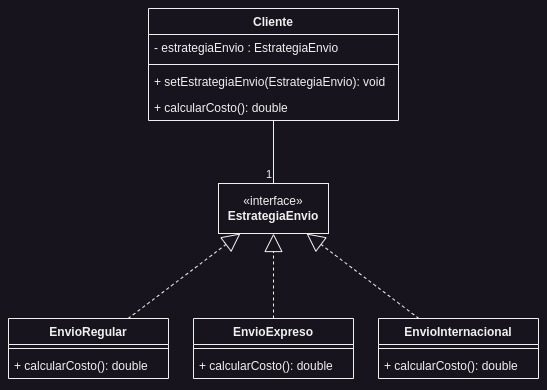 Cliente
- estrategiaEnvio : EstrategiaEnvio
+ setEstrategiaEnvio(EstrategiaEnvio): void
+ calcularCosto(): double
1
«interface»
EstrategiaEnvio
EnvioRegular
+ calcularCosto(): double
EnvioExpreso
+ calcularCosto(): double
EnvioInternacional
+ calcularCosto(): double